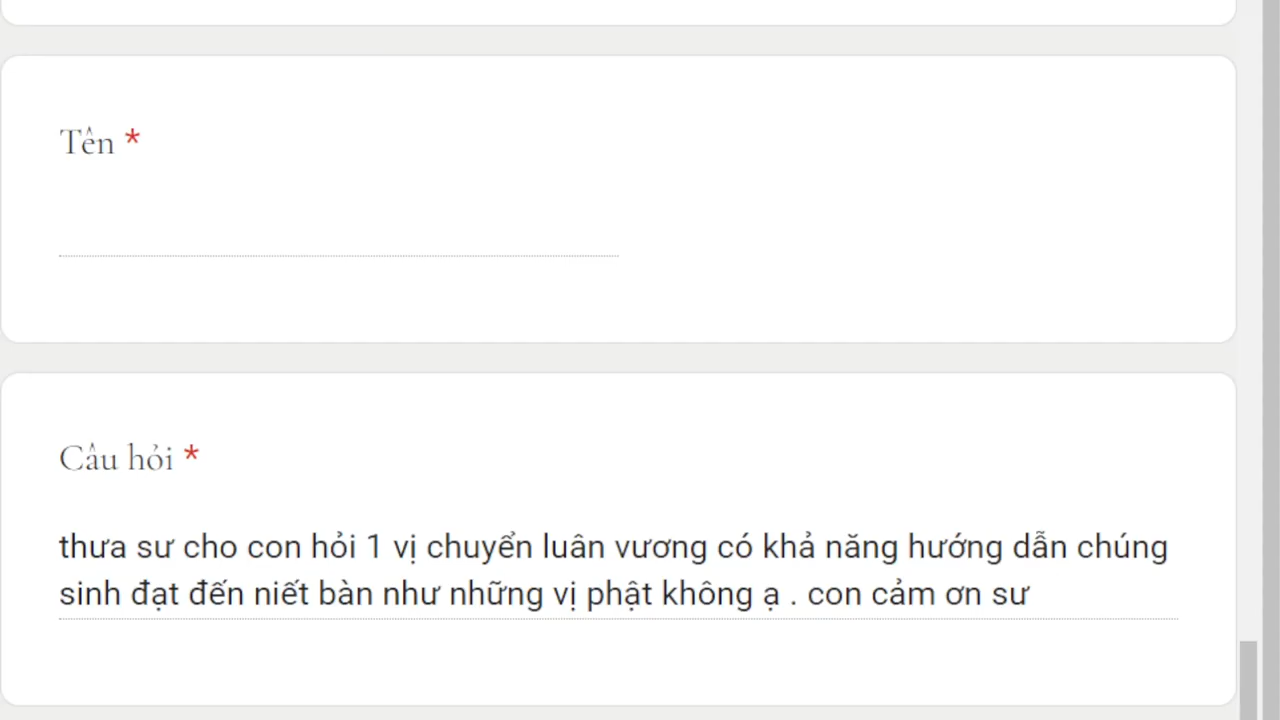 Tên *
Câu hỏi *
thưa sư cho con hỏi 1 vị chuyển luân vương có khả năng hướng dẫn chúng
sinh đạt đến niết bàn như những vị phật không ạ . con cảm ơn sư